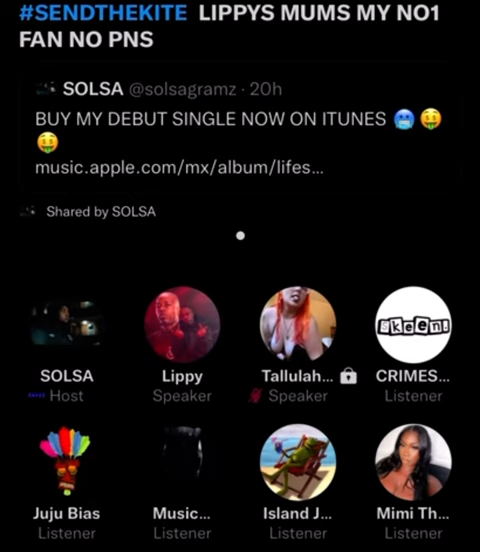 #SENDTHEKITE LIPPYS MUMS MY NO1
FAN NO PNS
SOLSA @solsagramz · 20h
BUY MY DEBUT SINGLE NOW ON ITUNES 🥶 🤑
🤑
music.apple.com/mx/album/lifes...
Shared by SOLSA
skeen!
SOLSA Lippy Tallulah... CRIMES...
Host Speaker Speaker Listener
Juju Bias Music... Island J... Mimi Th...
Listener Listener Listener Listener